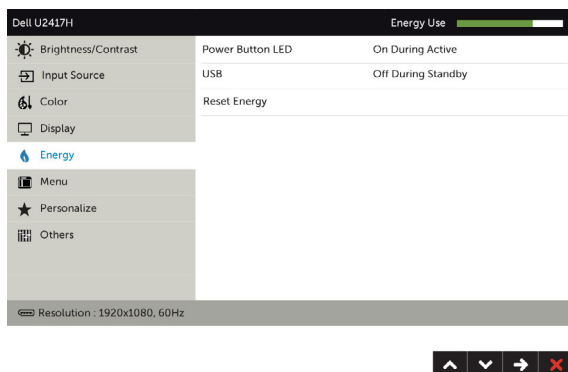 Dell U2417H
Energy Use
Brightness/Contrast
Power Button LED
On During Active
Input Source
USB
Off During Standby
Color
Reset Energy
Display
Energy
Menu
Personalize
Others
Resolution : 1920x1080, 60Hz